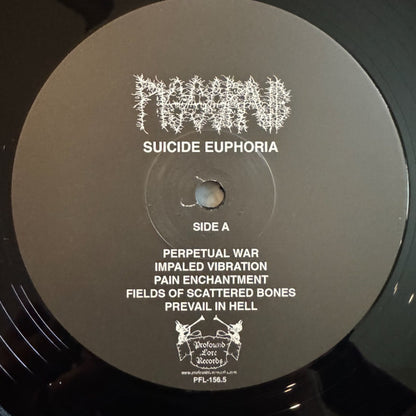 SUICIDE EUPHORIA
SIDE A
PERPETUAL WAR
IMPALED VIBRATION
PAIN ENCHANTMENT
FIELDS OF SCATTERED BONES
PREVAIL IN HELL
Profound
Lore
Records
PFL-156.5